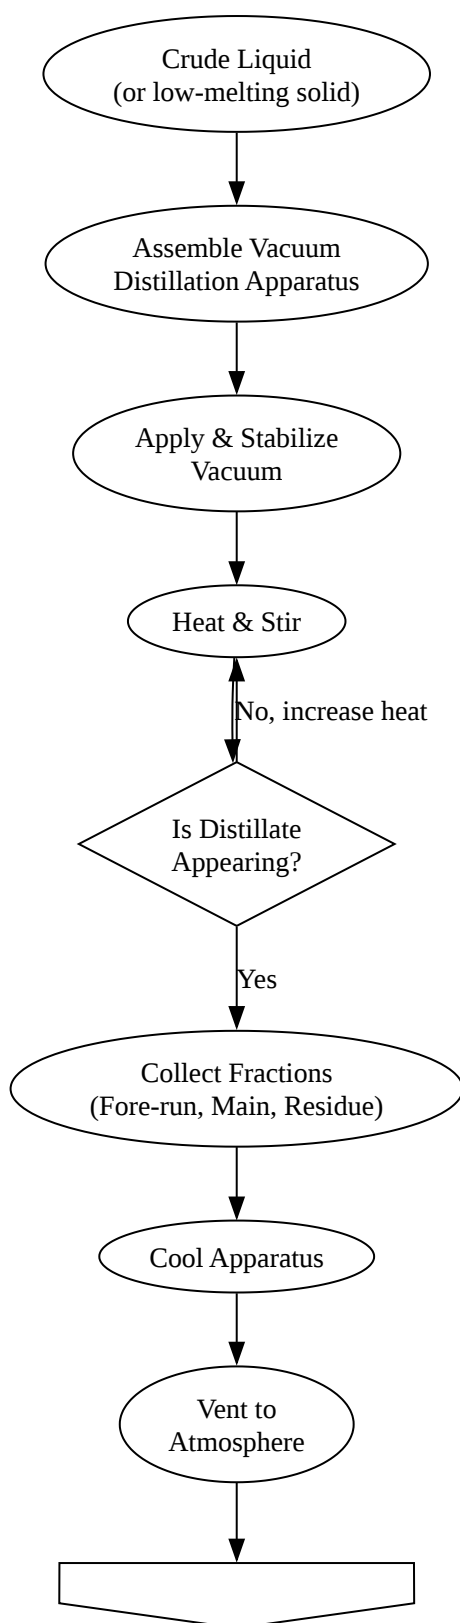 Crude Liquid
(or low-melting solid)
Assemble Vacuum
Distillation Apparatus
Apply & Stabilize
Vacuum
Heat & Stir
No, increase heat
Is Distillate
Appearing?
Yes
Collect Fractions
(Fore-run, Main, Residue)
Cool Apparatus
Vent to
Atmosphere